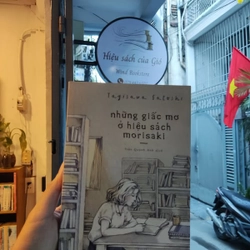 Hiệu sách của Gió
Wind Bookstore
Yagisawa Satoshi
những giấc mơ
ở hiệu sách
morisaki